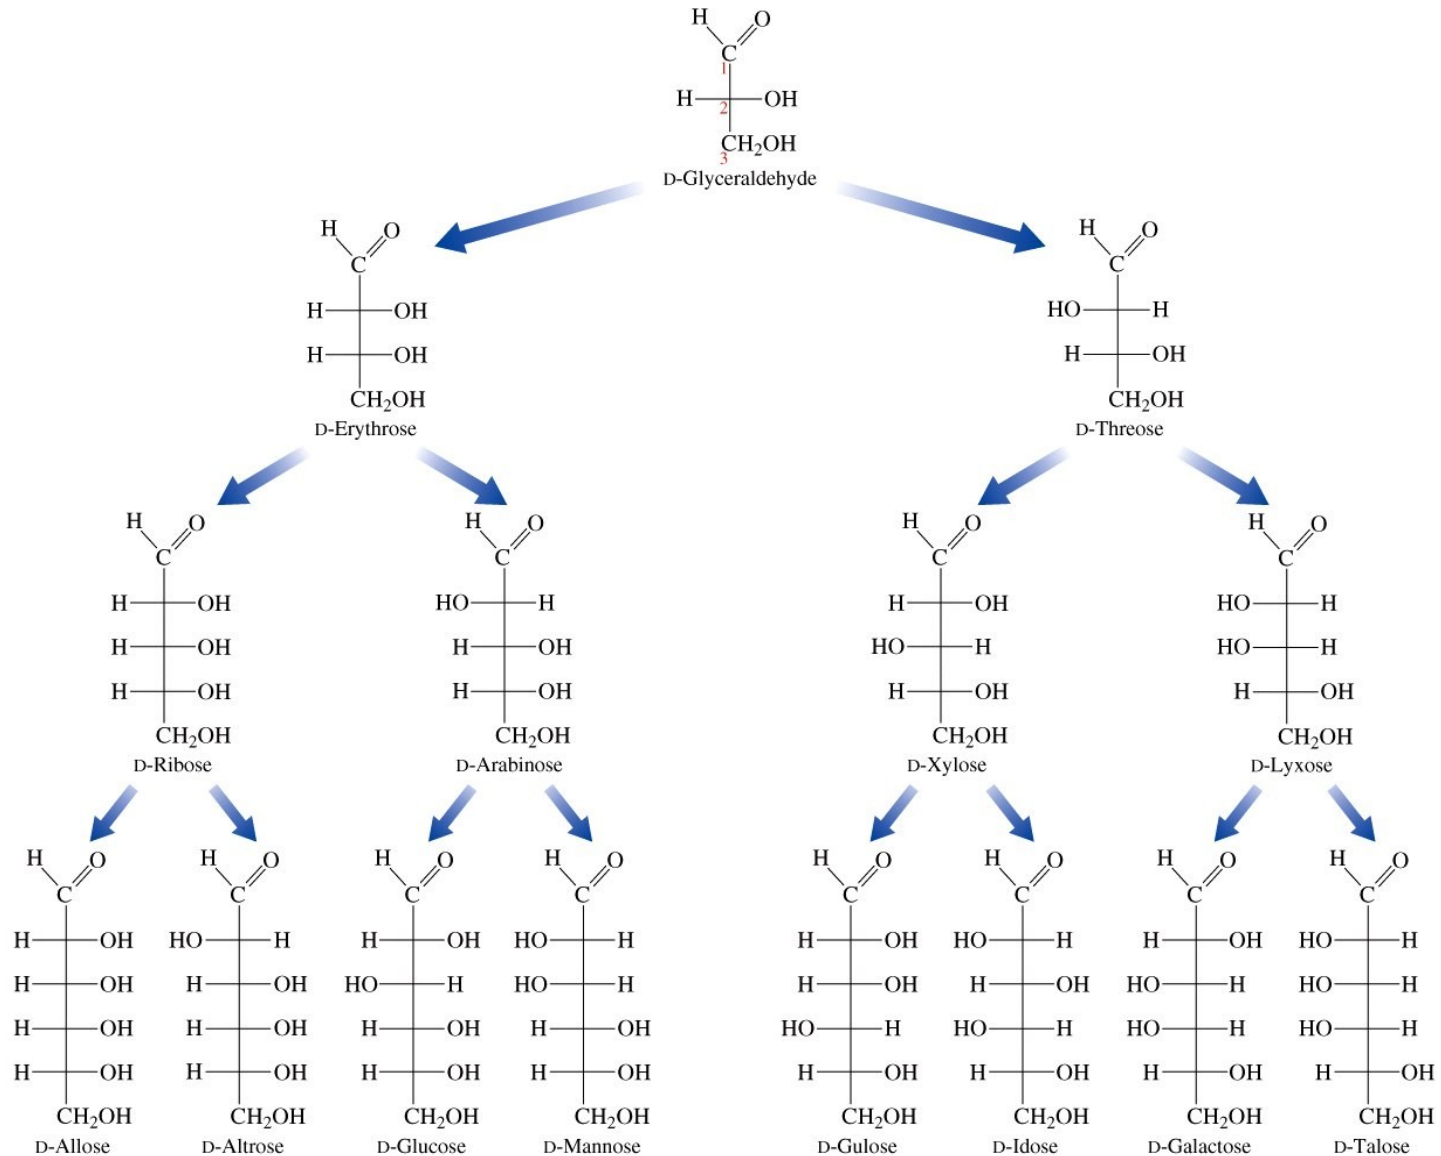 H O
C
1
H OH
2
CH₂OH
3
D-Glyceraldehyde
H O H O
C C
H OH HO H
H OH H OH
CH₂OH CH₂OH
D-Erythrose D-Threose
H O H O H O H O
C C C C
H OH HO H H OH HO H
H OH H OH HO H HO H
H OH H OH H OH H OH
CH₂OH CH₂OH CH₂OH CH₂OH
D-Ribose D-Arabinose D-Xylose D-Lyxose
H O H O H O H O H O H O H O H O
C C C C C C C C
H OH HO H H OH HO H H OH HO H H OH HO H
H OH H OH HO H HO H H OH H OH HO H HO H
H OH H OH H OH H OH HO H HO H HO H HO H
H OH H OH H OH H OH H OH H OH H OH H OH
CH₂OH CH₂OH CH₂OH CH₂OH CH₂OH CH₂OH CH₂OH CH₂OH
D-Allose D-Altrose D-Glucose D-Mannose D-Gulose D-Idose D-Galactose D-Talose